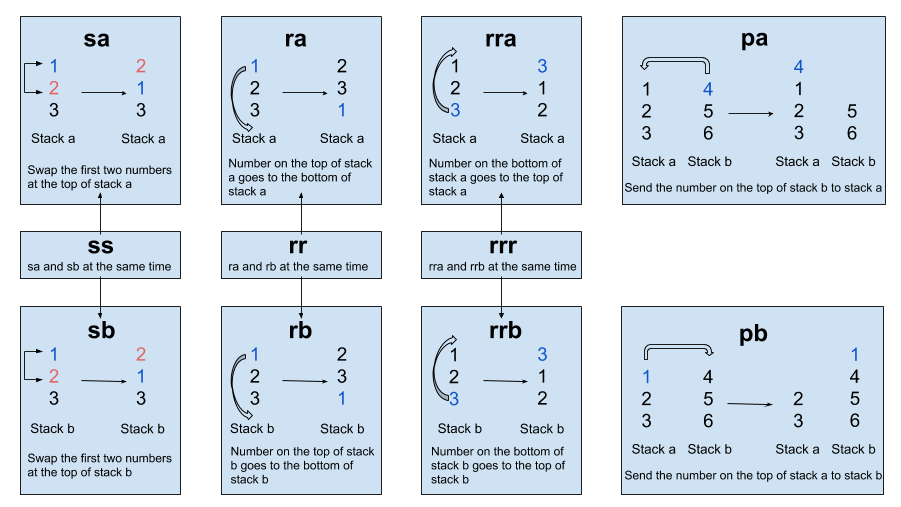 sa
1 2
2 1
3 3
Stack a Stack a
Swap the first two numbers
at the top of stack a
ra
1 2
2 3
3 1
Stack a Stack a
Number on the top of stack
a goes to the bottom of
stack a
rra
1 3
2 1
3 2
Stack a Stack a
Number on the bottom of
stack a goes to the top of
stack a
pa
4
1 4 1
2 5 2 5
3 6 3 6
Stack a Stack b Stack a Stack b
Send the number on the top of stack b to stack a
ss
sa and sb at the same time
rr
ra and rb at the same time
rrr
rra and rrb at the same time
sb
1 2
2 1
3 3
Stack b Stack b
Swap the first two numbers
at the top of stack b
rb
1 2
2 3
3 1
Stack b Stack b
Number on the top of stack
b goes to the bottom of
stack b
rrb
1 3
2 1
3 2
Stack b Stack b
Number on the bottom of
stack b goes to the top of
stack b
pb
1
1 4 4
2 5 2 5
3 6 3 6
Stack a Stack b Stack a Stack b
Send the number on the top of stack a to stack b